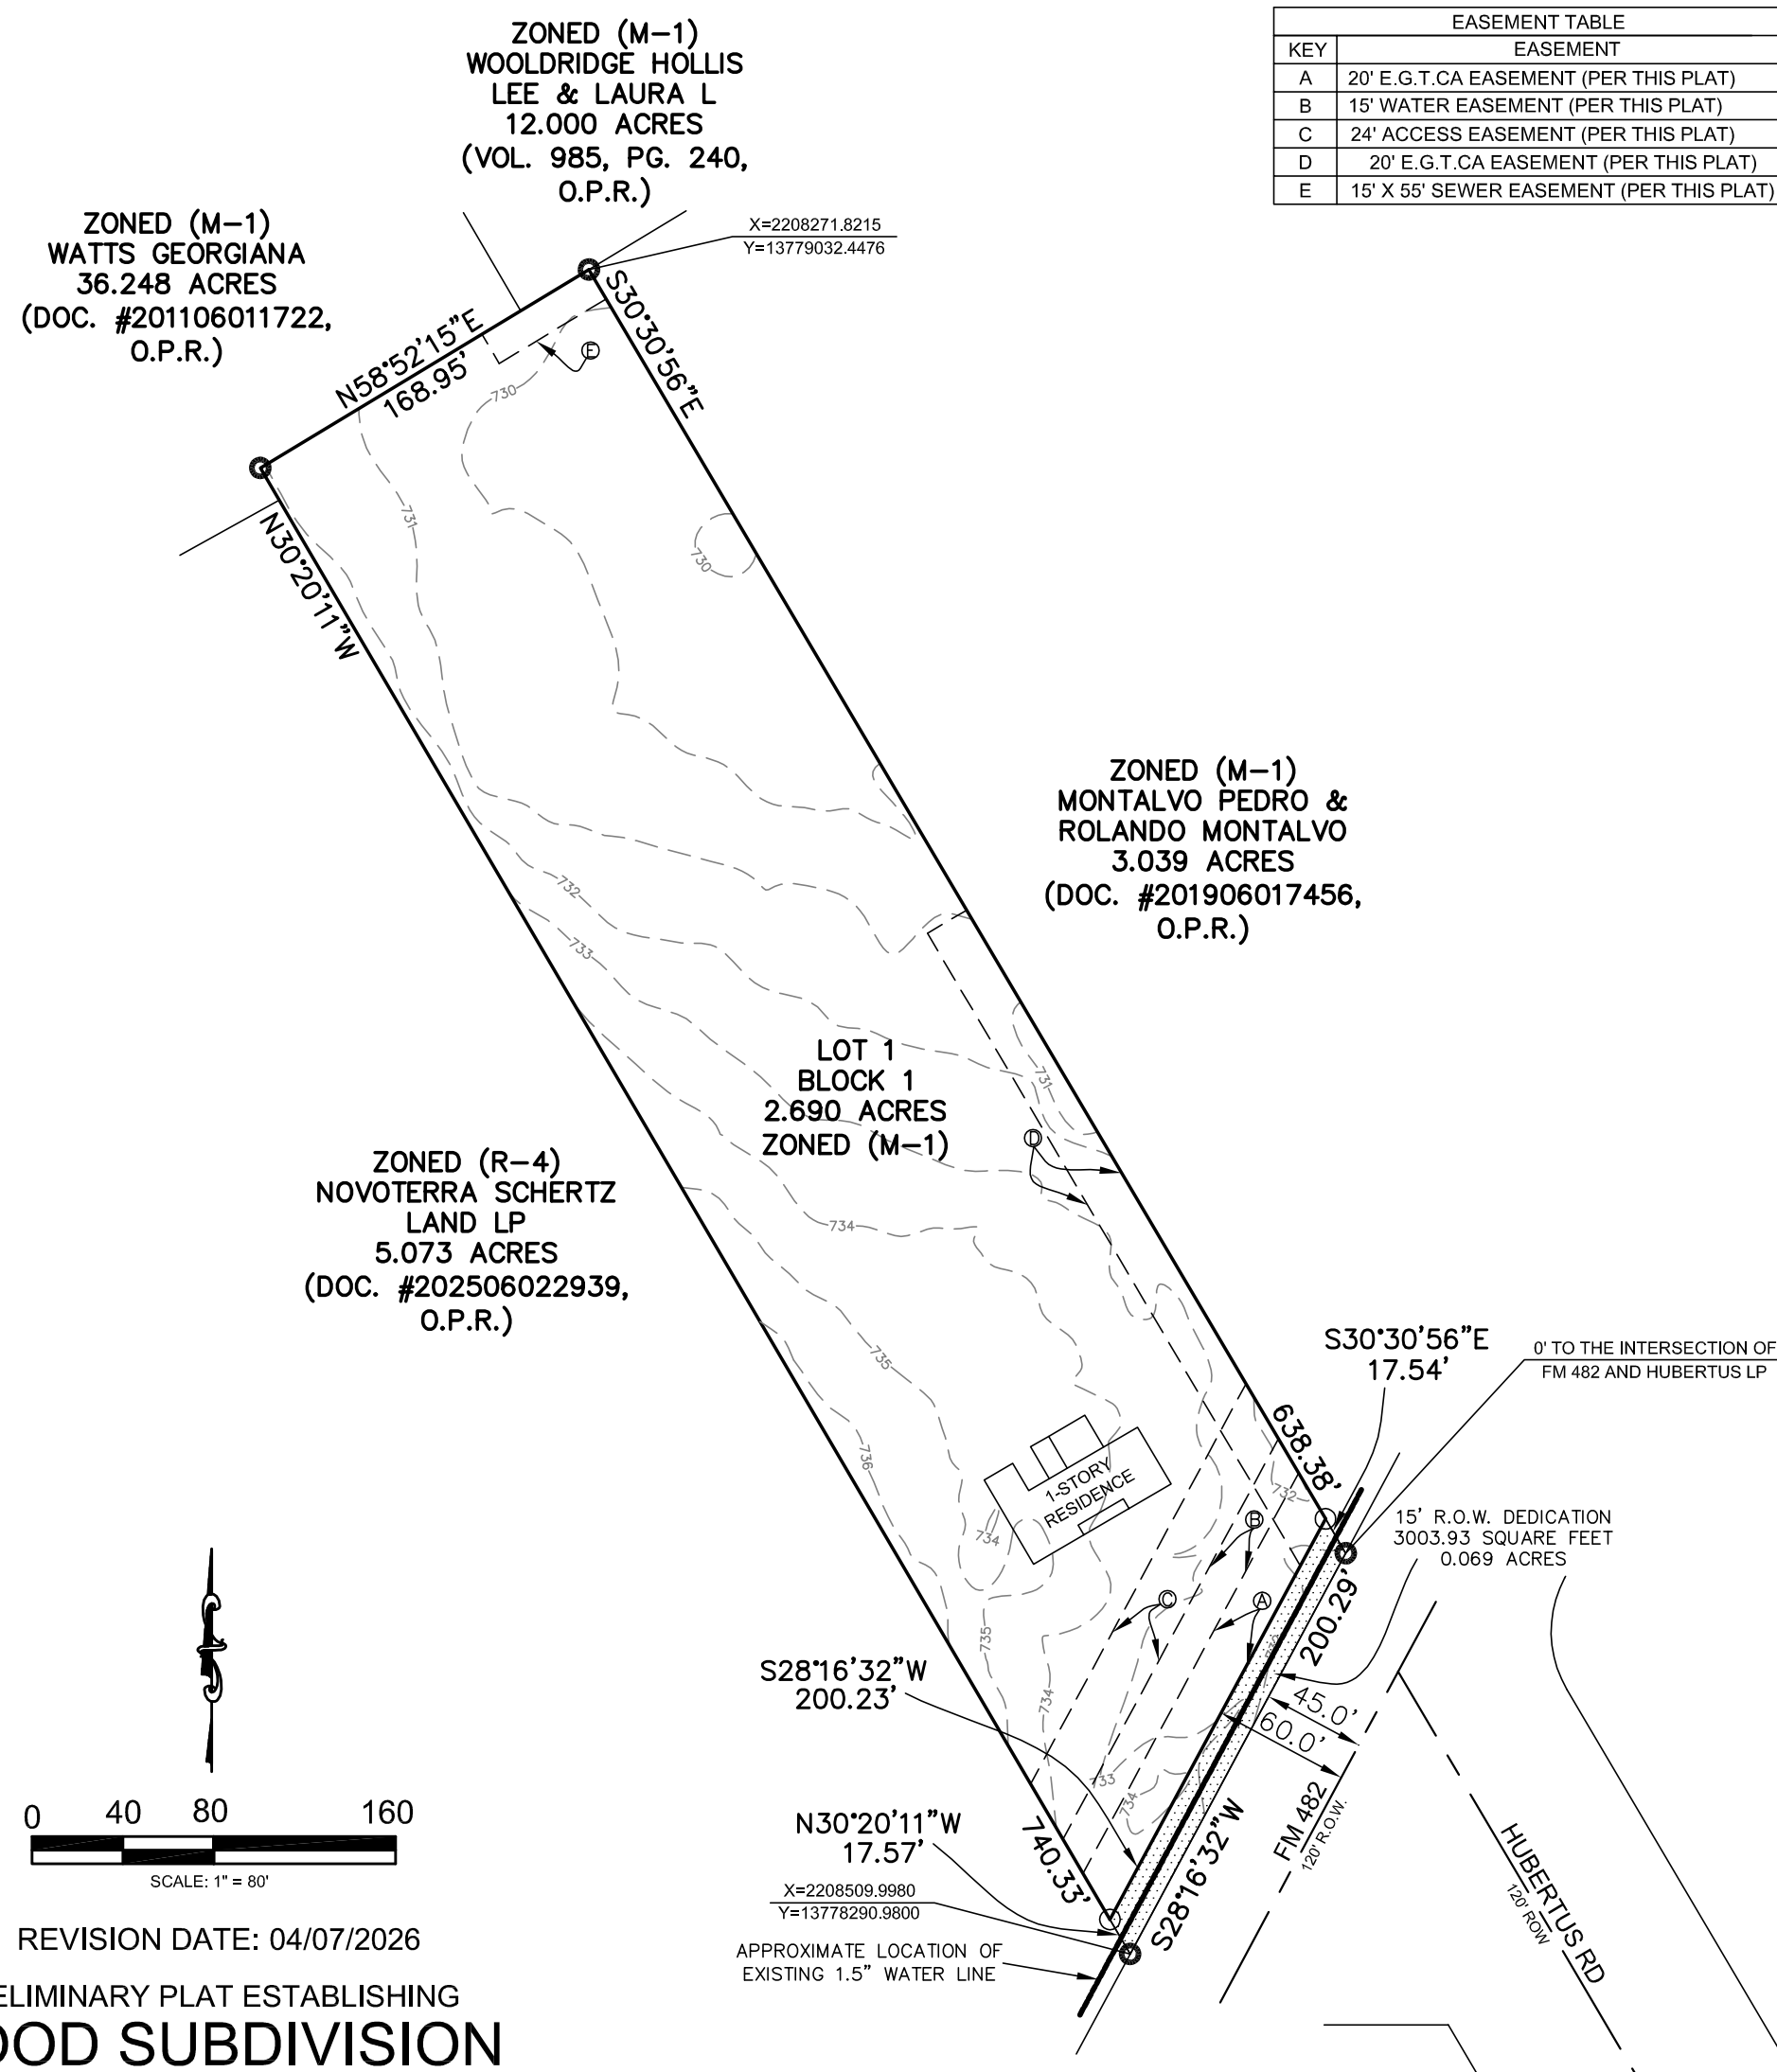 EASEMENT TABLE
KEY EASEMENT
A 20' E.G.T.CA EASEMENT (PER THIS PLAT)
B 15' WATER EASEMENT (PER THIS PLAT)
C 24' ACCESS EASEMENT (PER THIS PLAT)
D 20' E.G.T.CA EASEMENT (PER THIS PLAT)
E 15' X 55' SEWER EASEMENT (PER THIS PLAT)
ZONED (M-1)
WOOLDRIDGE HOLLIS
LEE & LAURA L
12.000 ACRES
(VOL. 985, PG. 240,
O.P.R.)
ZONED (M-1)
WATTS GEORGIANA
36.248 ACRES
(DOC. #201106011722,
O.P.R.)
X=2208271.8215
Y=13779032.4476
N58°52'15"E
168.95'
S30°30'56"E
E
730
731
730
N30°20'11"W
ZONED (M-1)
MONTALVO PEDRO &
ROLANDO MONTALVO
3.039 ACRES
(DOC. #201906017456,
O.P.R.)
732
733
LOT 1
BLOCK 1
2.690 ACRES
ZONED (M-1)
731
D
ZONED (R-4)
NOVOTERRA SCHERTZ
LAND LP
5.073 ACRES
(DOC. #202506022939,
O.P.R.)
734
735
736
S30°30'56"E
17.54'
0' TO THE INTERSECTION OF
FM 482 AND HUBERTUS LP
638.38'
732
1-STORY
RESIDENCE
734
B
15' R.O.W. DEDICATION
3003.93 SQUARE FEET
0.069 ACRES
C
A
200.29'
735
734
S28°16'32"W
200.23'
45.0'
60.0'
733
734
FM 482
120' R.O.W.
HUBERTUS RD
120' ROW
N30°20'11"W
17.57'
740.33'
S28°16'32"W
X=2208509.9980
Y=13778290.9800
APPROXIMATE LOCATION OF
EXISTING 1.5" WATER LINE
0 40 80 160
SCALE: 1" = 80'
REVISION DATE: 04/07/2026
ELIMINARY PLAT ESTABLISHING
OOD SUBDIVISION